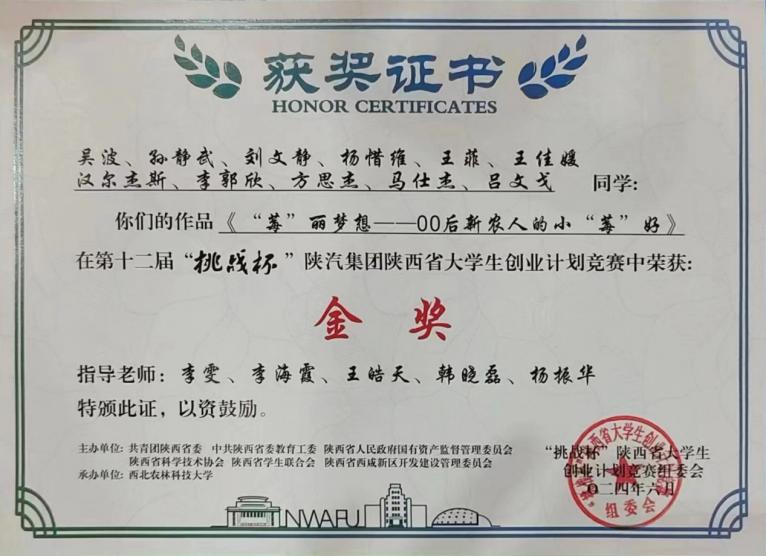 获奖证书
HONOR CERTIFICATES
吴波、孙静武、刘文静、杨惜维、王菲、王佳媛
汉尔杰斯、李郭欣、方思杰、马仕杰、吕文戈 同学：
你们的作品《“莓”丽梦想——00后新农人的小“莓”好》
在第十二届“挑战杯”陕汽集团陕西省大学生创业计划竞赛中荣获：
金奖
指导老师：李雯、李海霞、王皓天、韩晓磊、杨振华
特颁此证，以资鼓励。
主办单位：共青团陕西省委 中共陕西省委教育工委 陕西省人民政府国有资产监督管理委员会
陕西省科学技术协会 陕西省学生联合会 陕西省西咸新区开发建设管理委员会
承办单位：西北农林科技大学
“挑战杯”陕西省大学生
创业计划竞赛组委会
二〇二四年六月
组委会
NWAFU